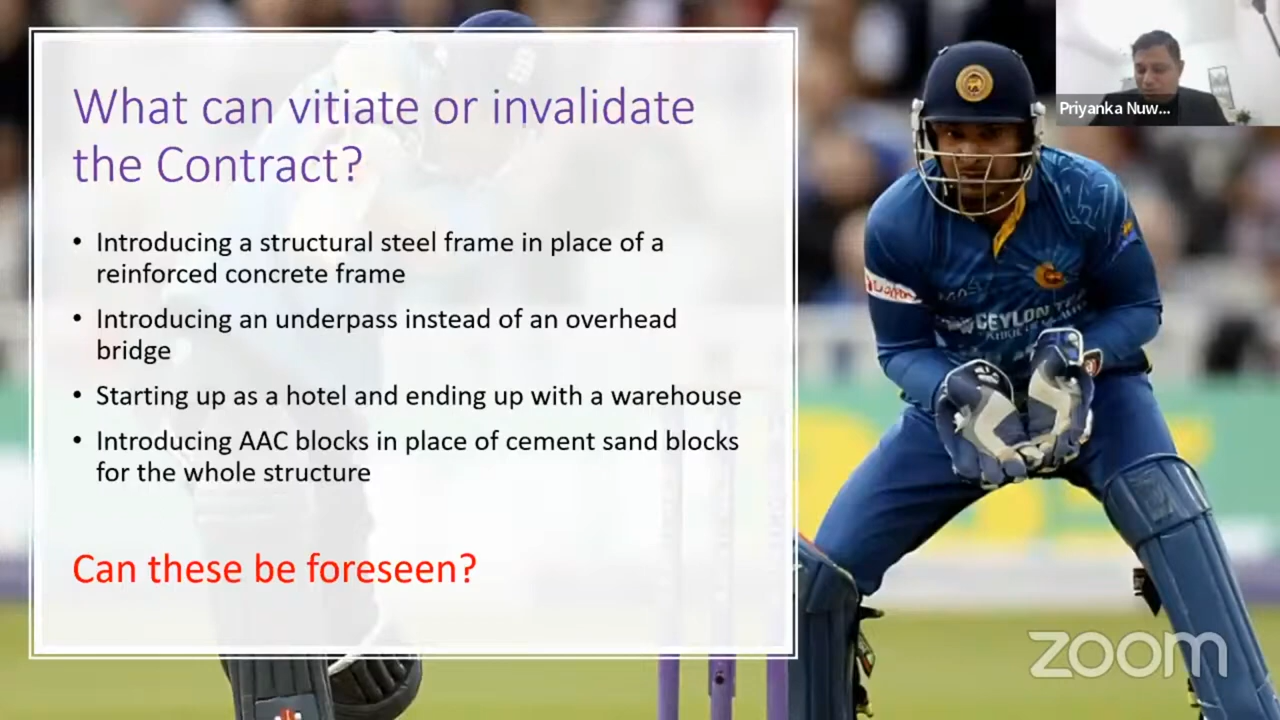 What can vitiate or invalidate
the Contract?
• Introducing a structural steel frame in place of a
reinforced concrete frame
• Introducing an underpass instead of an overhead
bridge
• Starting up as a hotel and ending up with a warehouse
• Introducing AAC blocks in place of cement sand blocks
for the whole structure
Can these be foreseen?
Priyanka Nuw...
CEYLON
zoom